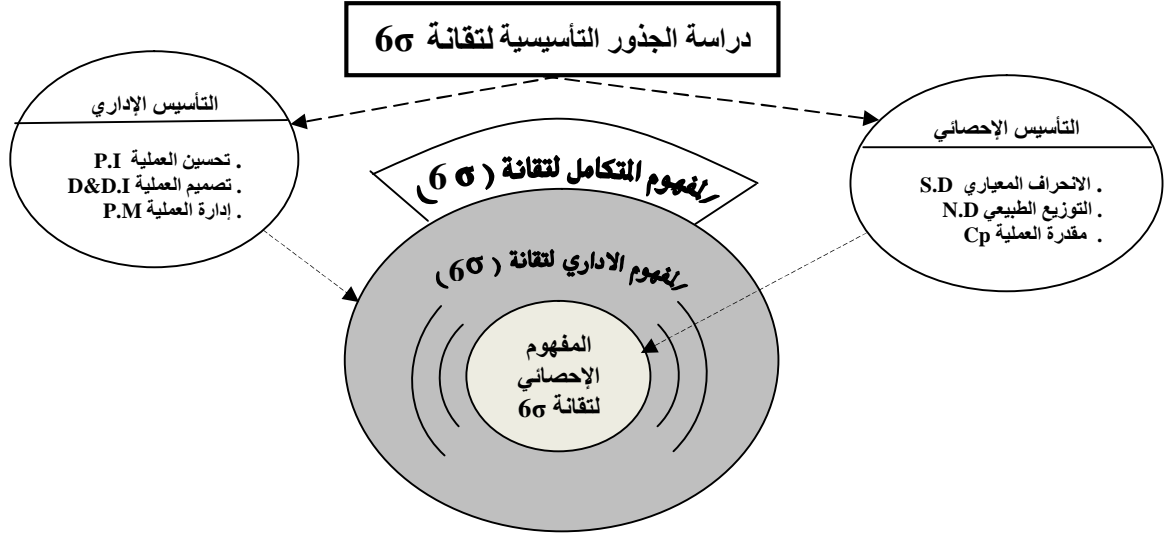 دراسة الجذور التأسيسية لتقانة 6σ
التأسيس الإحصائي
. الانحراف المعياري S.D
. التوزيع الطبيعي N.D
. مقدرة العملية Cp
التأسيس الإداري
. تحسين العملية P.I
. تصميم العملية D&D.I
. إدارة العملية P.M
المفهوم المتكامل لتقانة ( 6 σ )
المفهوم الاداري لتقانة ( 6σ )
المفهوم
الإحصائي
لتقانة 6σ